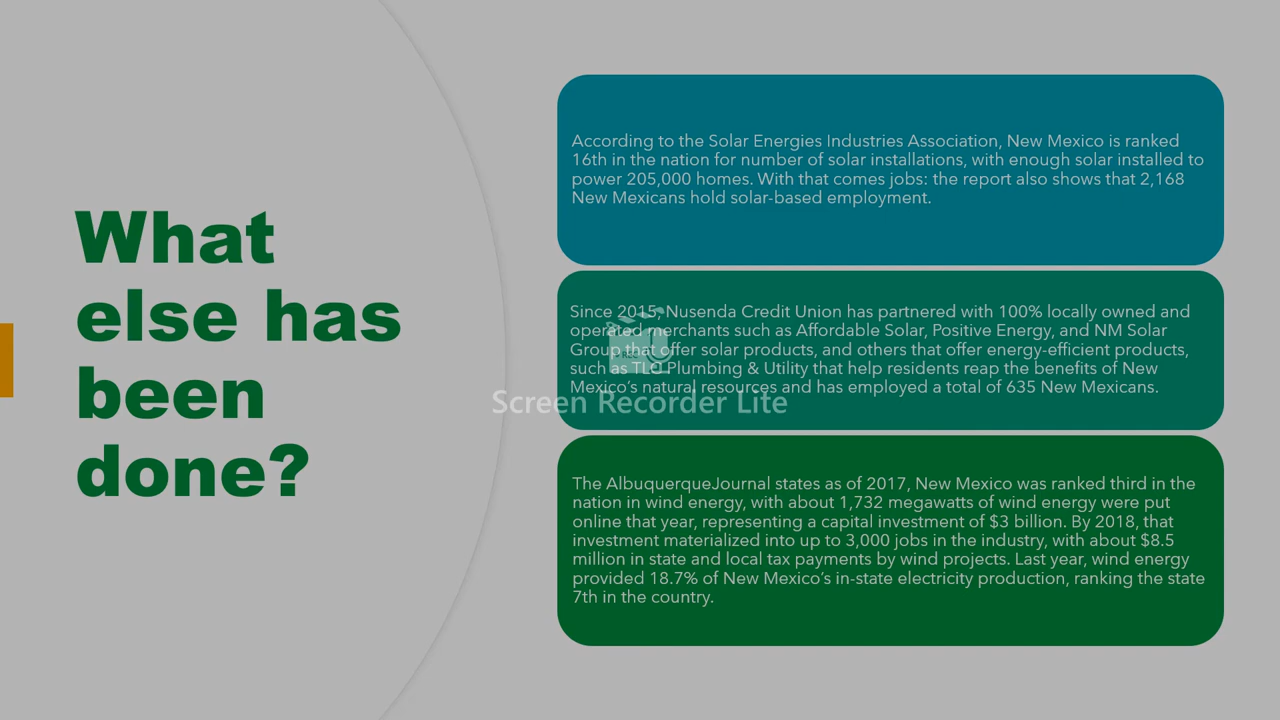 What
else has
been
done?
According to the Solar Energies Industries Association, New Mexico is ranked
16th in the nation for number of solar installations, with enough solar installed to
power 205,000 homes. With that comes jobs: the report also shows that 2,168
New Mexicans hold solar-based employment.
Since 2015, Nusenda Credit Union has partnered with 100% locally owned and
operated merchants such as Affordable Solar, Positive Energy, and NM Solar
Group that offer solar products, and others that offer energy-efficient products,
such as TLC Plumbing & Utility that help residents reap the benefits of New
Mexico’s natural resources and has employed a total of 635 New Mexicans.
Screen Recorder Lite
The AlbuquerqueJournal states as of 2017, New Mexico was ranked third in the
nation in wind energy, with about 1,732 megawatts of wind energy were put
online that year, representing a capital investment of $3 billion. By 2018, that
investment materialized into up to 3,000 jobs in the industry, with about $8.5
million in state and local tax payments by wind projects. Last year, wind energy
provided 18.7% of New Mexico’s in-state electricity production, ranking the state
7th in the country.